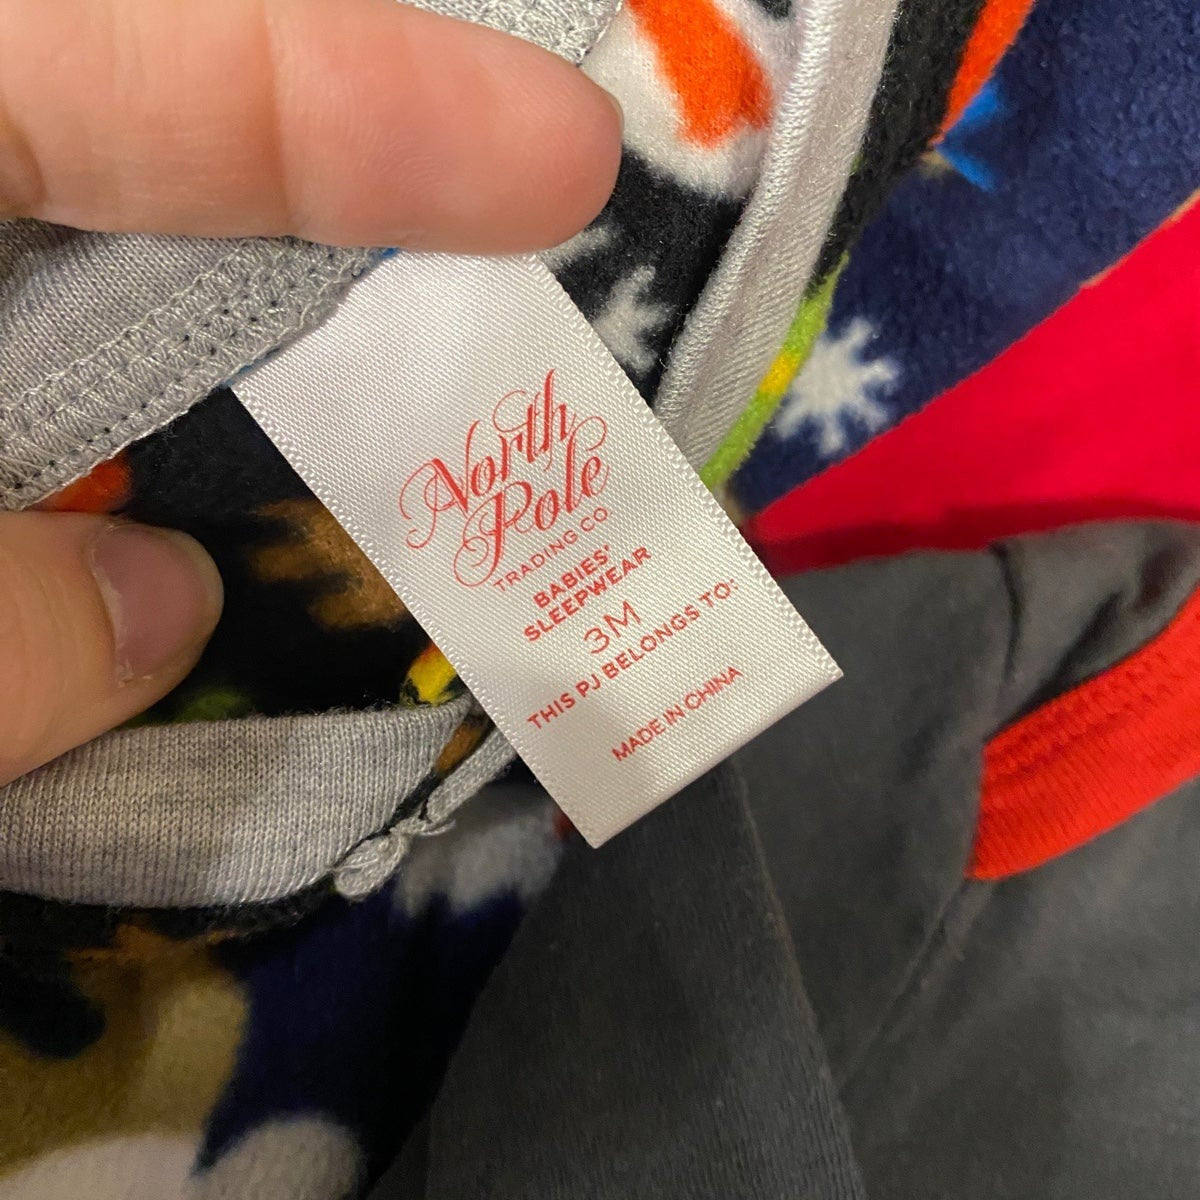 North
Pole
TRADING CO
BABIES'
SLEEPWEAR
3M
THIS PJ BELONGS TO:
MADE IN CHINA